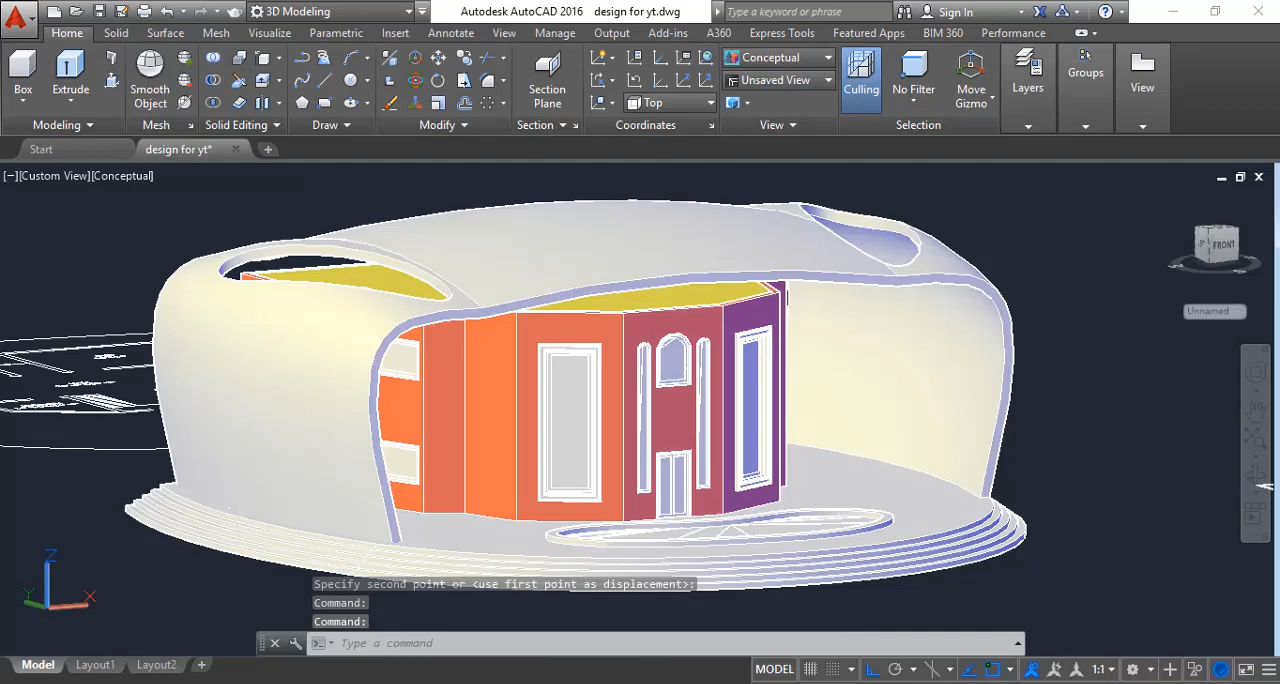 3D Modeling
Autodesk AutoCAD 2016 design for yt.dwg
Type a keyword or phrase
Sign In
Home Solid Surface Mesh Visualize Parametric Insert Annotate View Manage Output Add-ins A360 Express Tools Featured Apps BIM 360 Performance
Box
Extrude
Smooth
Object
Section
Plane
Conceptual
Unsaved View
Top
Culling
No Filter
Move
Gizmo
Layers
Groups
View
Modeling
Mesh
Solid Editing
Draw
Modify
Section
Coordinates
View
Selection
Start
design for yt*
[−][Custom View][Conceptual]
FRONT
Unnamed
Z
Y
X
Specify second point or <use first point as displacement>:
Command:
Command:
Type a command
Model Layout1 Layout2
MODEL
1:1